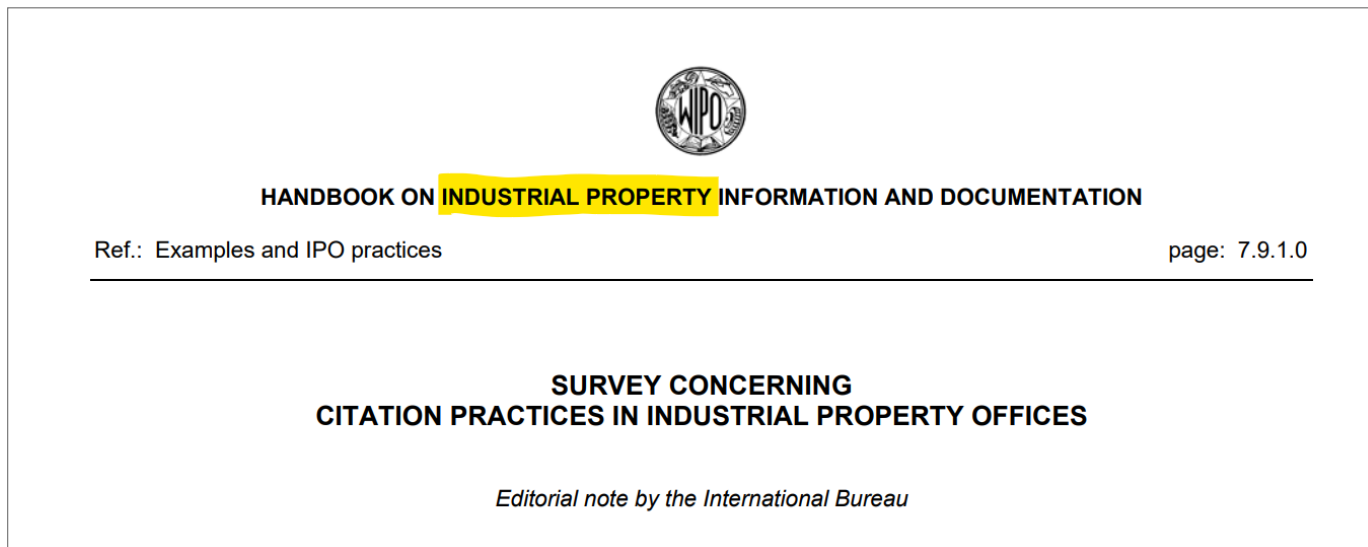 WIPO
HANDBOOK ON INDUSTRIAL PROPERTY INFORMATION AND DOCUMENTATION
Ref.: Examples and IPO practices page: 7.9.1.0
SURVEY CONCERNING
CITATION PRACTICES IN INDUSTRIAL PROPERTY OFFICES
Editorial note by the International Bureau